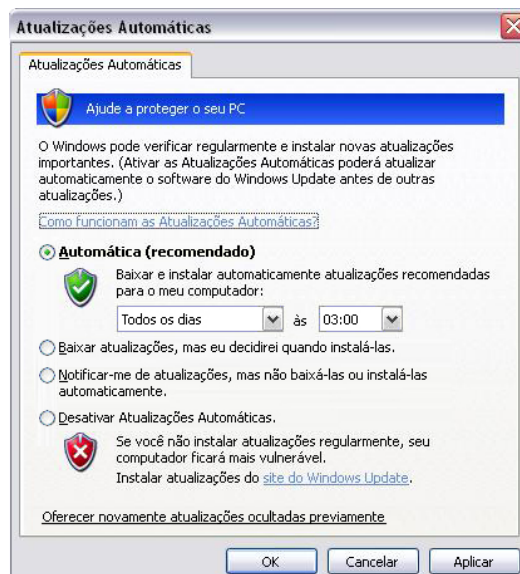 Atualizações Automáticas
Atualizações Automáticas
Ajude a proteger o seu PC
O Windows pode verificar regularmente e instalar novas atualizações
importantes. (Ativar as Atualizações Automáticas poderá atualizar
automaticamente o software do Windows Update antes de outras
atualizações.)
Como funcionam as Atualizações Automáticas?
Automática (recomendado)
Baixar e instalar automaticamente atualizações recomendadas
para o meu computador:
Todos os dias às 03:00
Baixar atualizações, mas eu decidirei quando instalá-las.
Notificar-me de atualizações, mas não baixá-las ou instalá-las
automaticamente.
Desativar Atualizações Automáticas.
Se você não instalar atualizações regularmente, seu
computador ficará mais vulnerável.
Instalar atualizações do site do Windows Update.
Oferecer novamente atualizações ocultadas previamente
OK Cancelar Aplicar